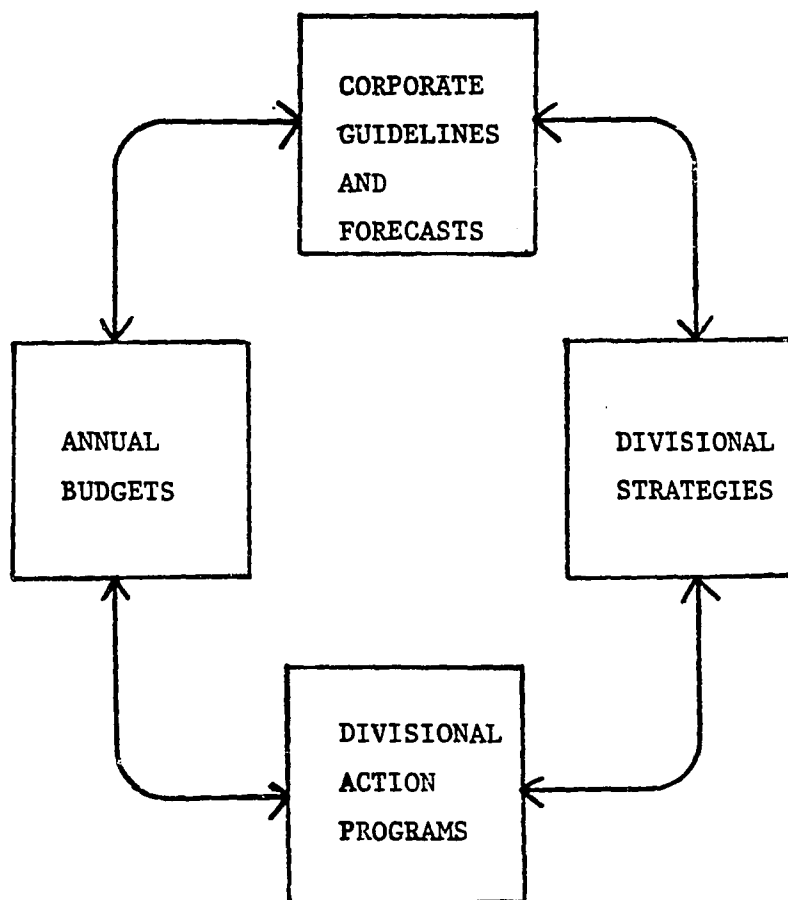 CORPORATE
GUIDELINES
AND
FORECASTS
ANNUAL
BUDGETS
DIVISIONAL
STRATEGIES
DIVISIONAL
ACTION
PROGRAMS